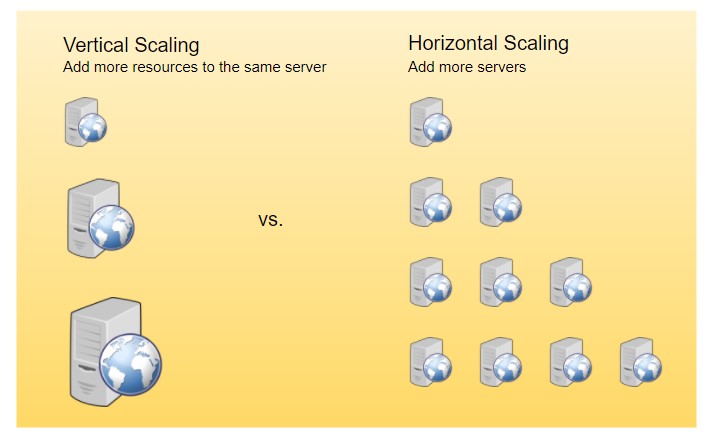 Vertical Scaling
Add more resources to the same server
vs.
Horizontal Scaling
Add more servers